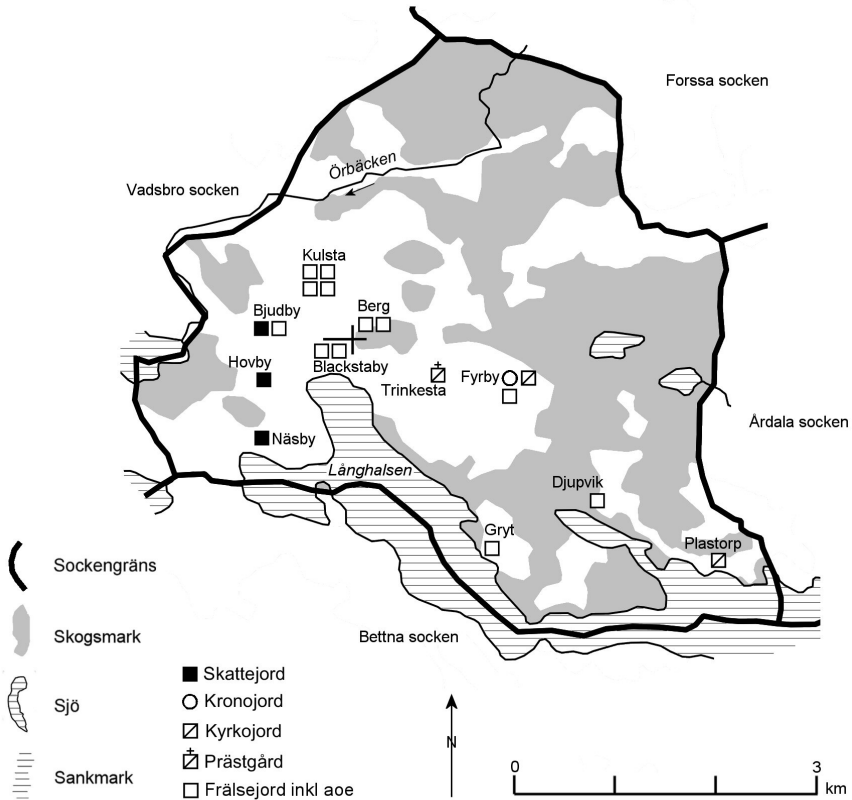 Forssa socken
Örbäcken
Vadsbro socken
Kulsta
Bjudby
Berg
Hovby
Blackstaby
Trinkesta
Fyrby
Årdala socken
Näsby
Långhalsen
Djupvik
Gryt
Plastorp
Bettna socken
Sockengräns
Skogsmark
Sjö
Sankmark
Skattejord
Kronojord
Kyrkojord
Prästgård
Frälsejord inkl aoe
N
0
3
km